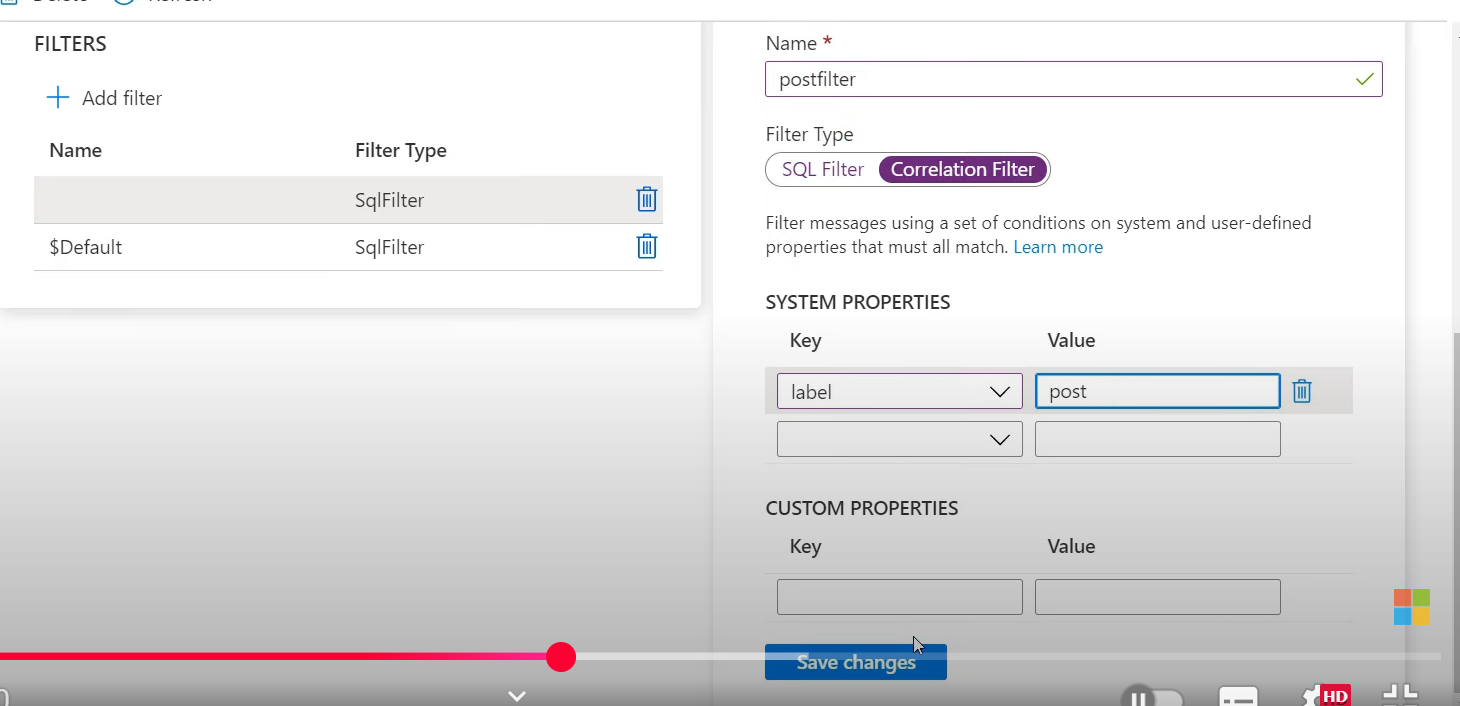 Delete Refresh
FILTERS
Add filter
Name Filter Type
SqlFilter
$Default SqlFilter
Name *
postfilter
Filter Type
SQL Filter Correlation Filter
Filter messages using a set of conditions on system and user-defined
properties that must all match. Learn more
SYSTEM PROPERTIES
Key Value
label post
CUSTOM PROPERTIES
Key Value
Save changes
HD